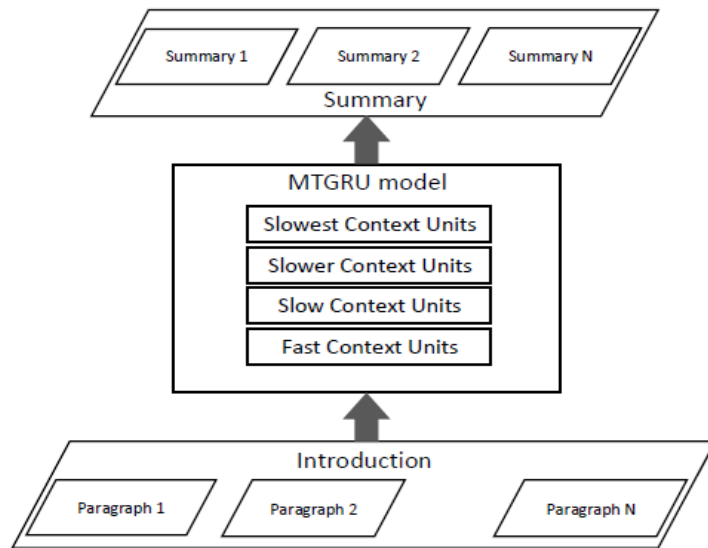 Summary 1 Summary 2 Summary N
Summary
MTGRU model
Slowest Context Units
Slower Context Units
Slow Context Units
Fast Context Units
Introduction
Paragraph 1 Paragraph 2 Paragraph N